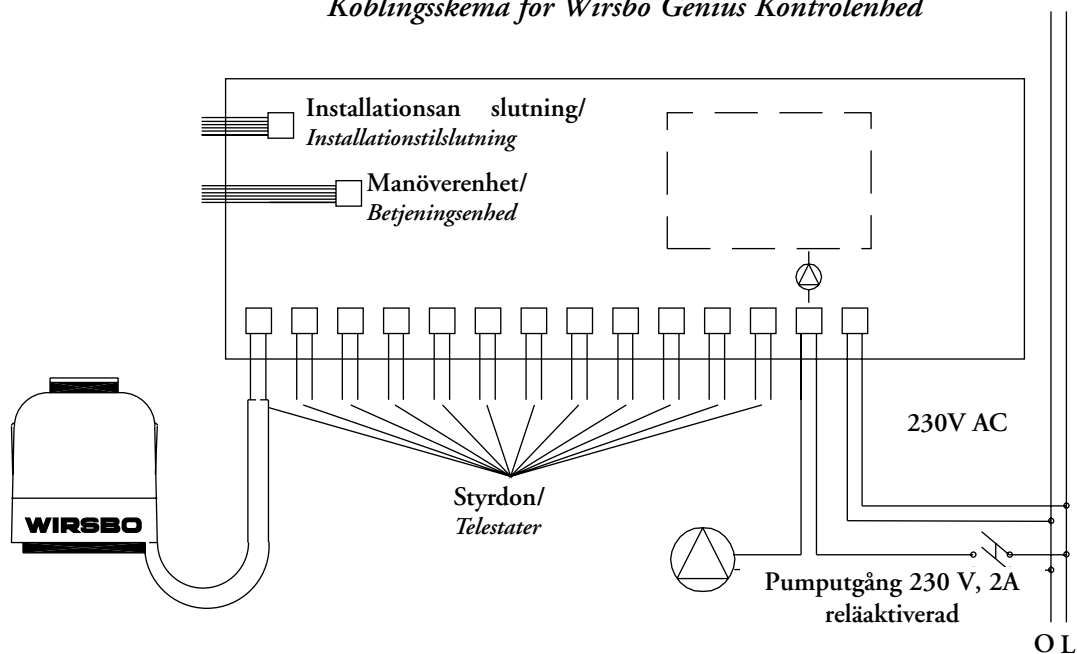 Koblingsskema for Wirsbo Genius Kontrolenhed
Installationsan slutning/
Installationstilslutning
Manöverenhet/
Betjeningsenhed
230V AC
Styrdon/
Telestater
WIRSBO
Pumputgång 230 V, 2A
reläaktiverad
O L